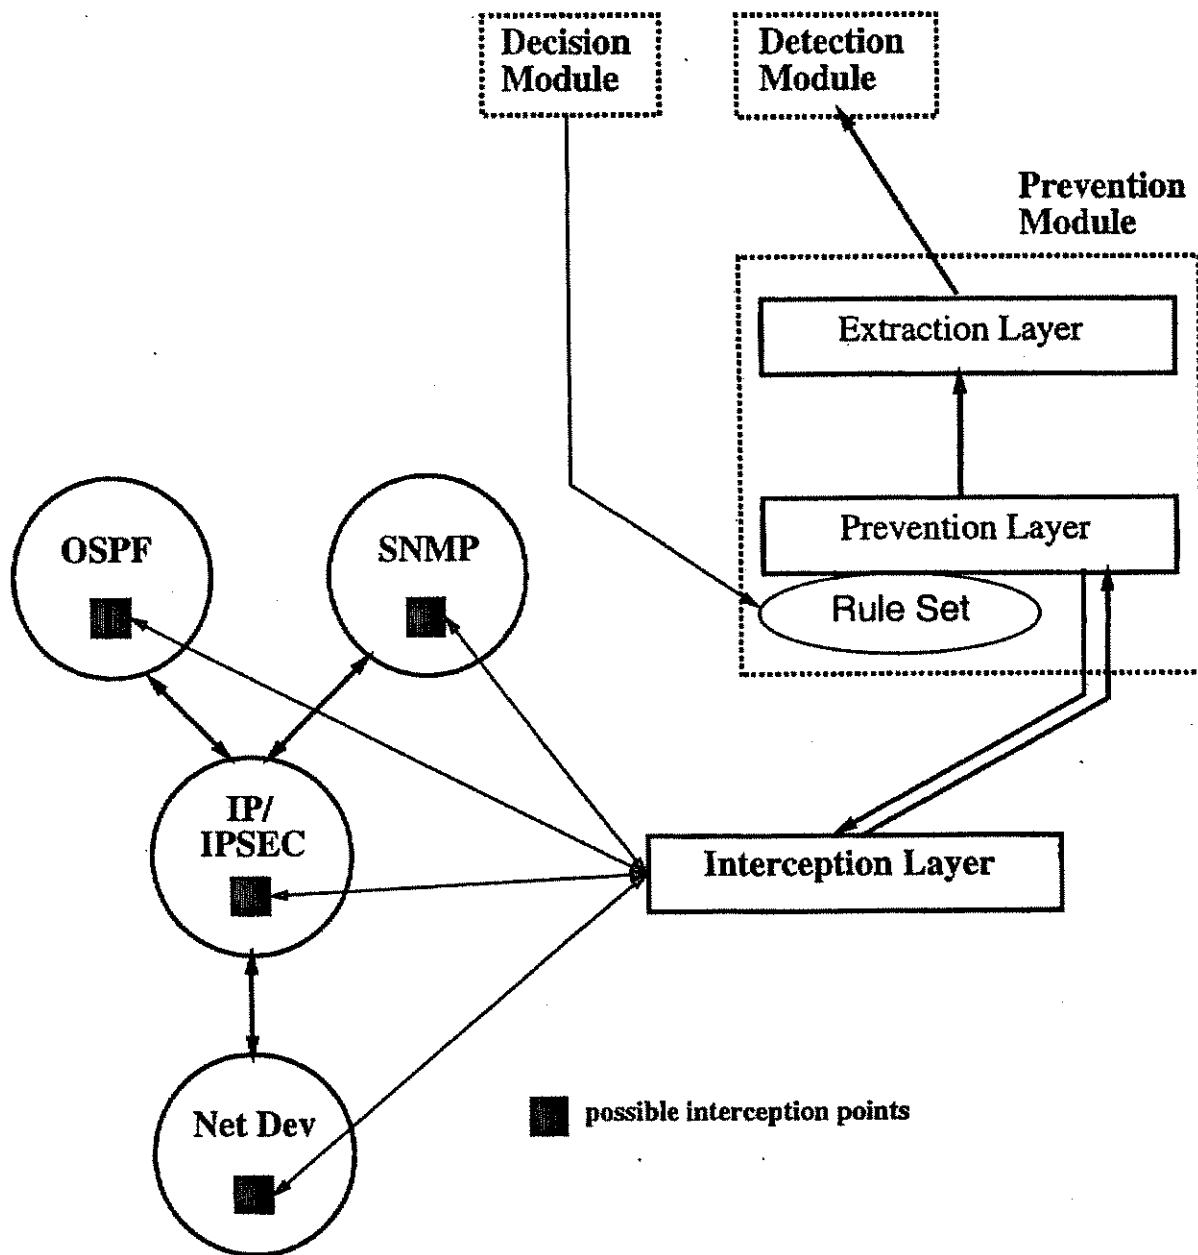 Decision
Module
Detection
Module
Prevention
Module
Extraction Layer
Prevention Layer
Rule Set
OSPF
SNMP
IP/
IPSEC
Interception Layer
Net Dev
possible interception points